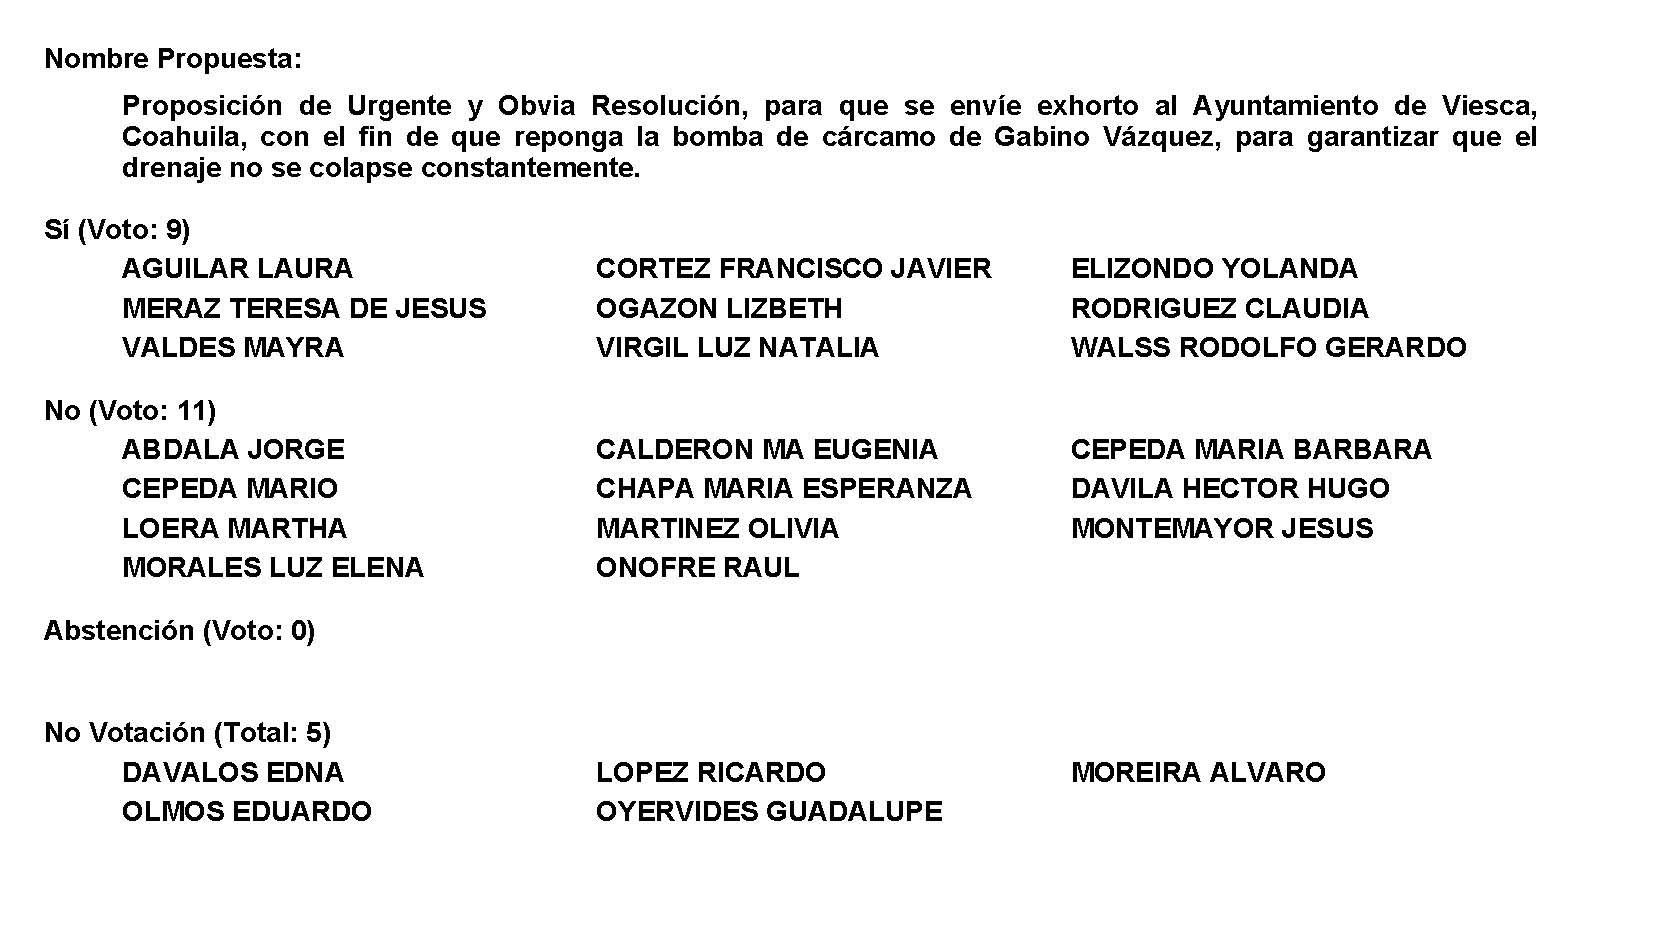 Nombre Propuesta:
Proposición de Urgente y Obvia Resolución, para que se envíe exhorto al Ayuntamiento de Viesca,
Coahuila, con el fin de que reponga la bomba de cárcamo de Gabino Vázquez, para garantizar que el
drenaje no se colapse constantemente.
Sí (Voto: 9)
AGUILAR LAURA CORTEZ FRANCISCO JAVIER ELIZONDO YOLANDA
MERAZ TERESA DE JESUS OGAZON LIZBETH RODRIGUEZ CLAUDIA
VALDES MAYRA VIRGIL LUZ NATALIA WALSS RODOLFO GERARDO
No (Voto: 11)
ABDALA JORGE CALDERON MA EUGENIA CEPEDA MARIA BARBARA
CEPEDA MARIO CHAPA MARIA ESPERANZA DAVILA HECTOR HUGO
LOERA MARTHA MARTINEZ OLIVIA MONTEMAYOR JESUS
MORALES LUZ ELENA ONOFRE RAUL
Abstención (Voto: 0)
No Votación (Total: 5)
DAVALOS EDNA LOPEZ RICARDO MOREIRA ALVARO
OLMOS EDUARDO OYERVIDES GUADALUPE